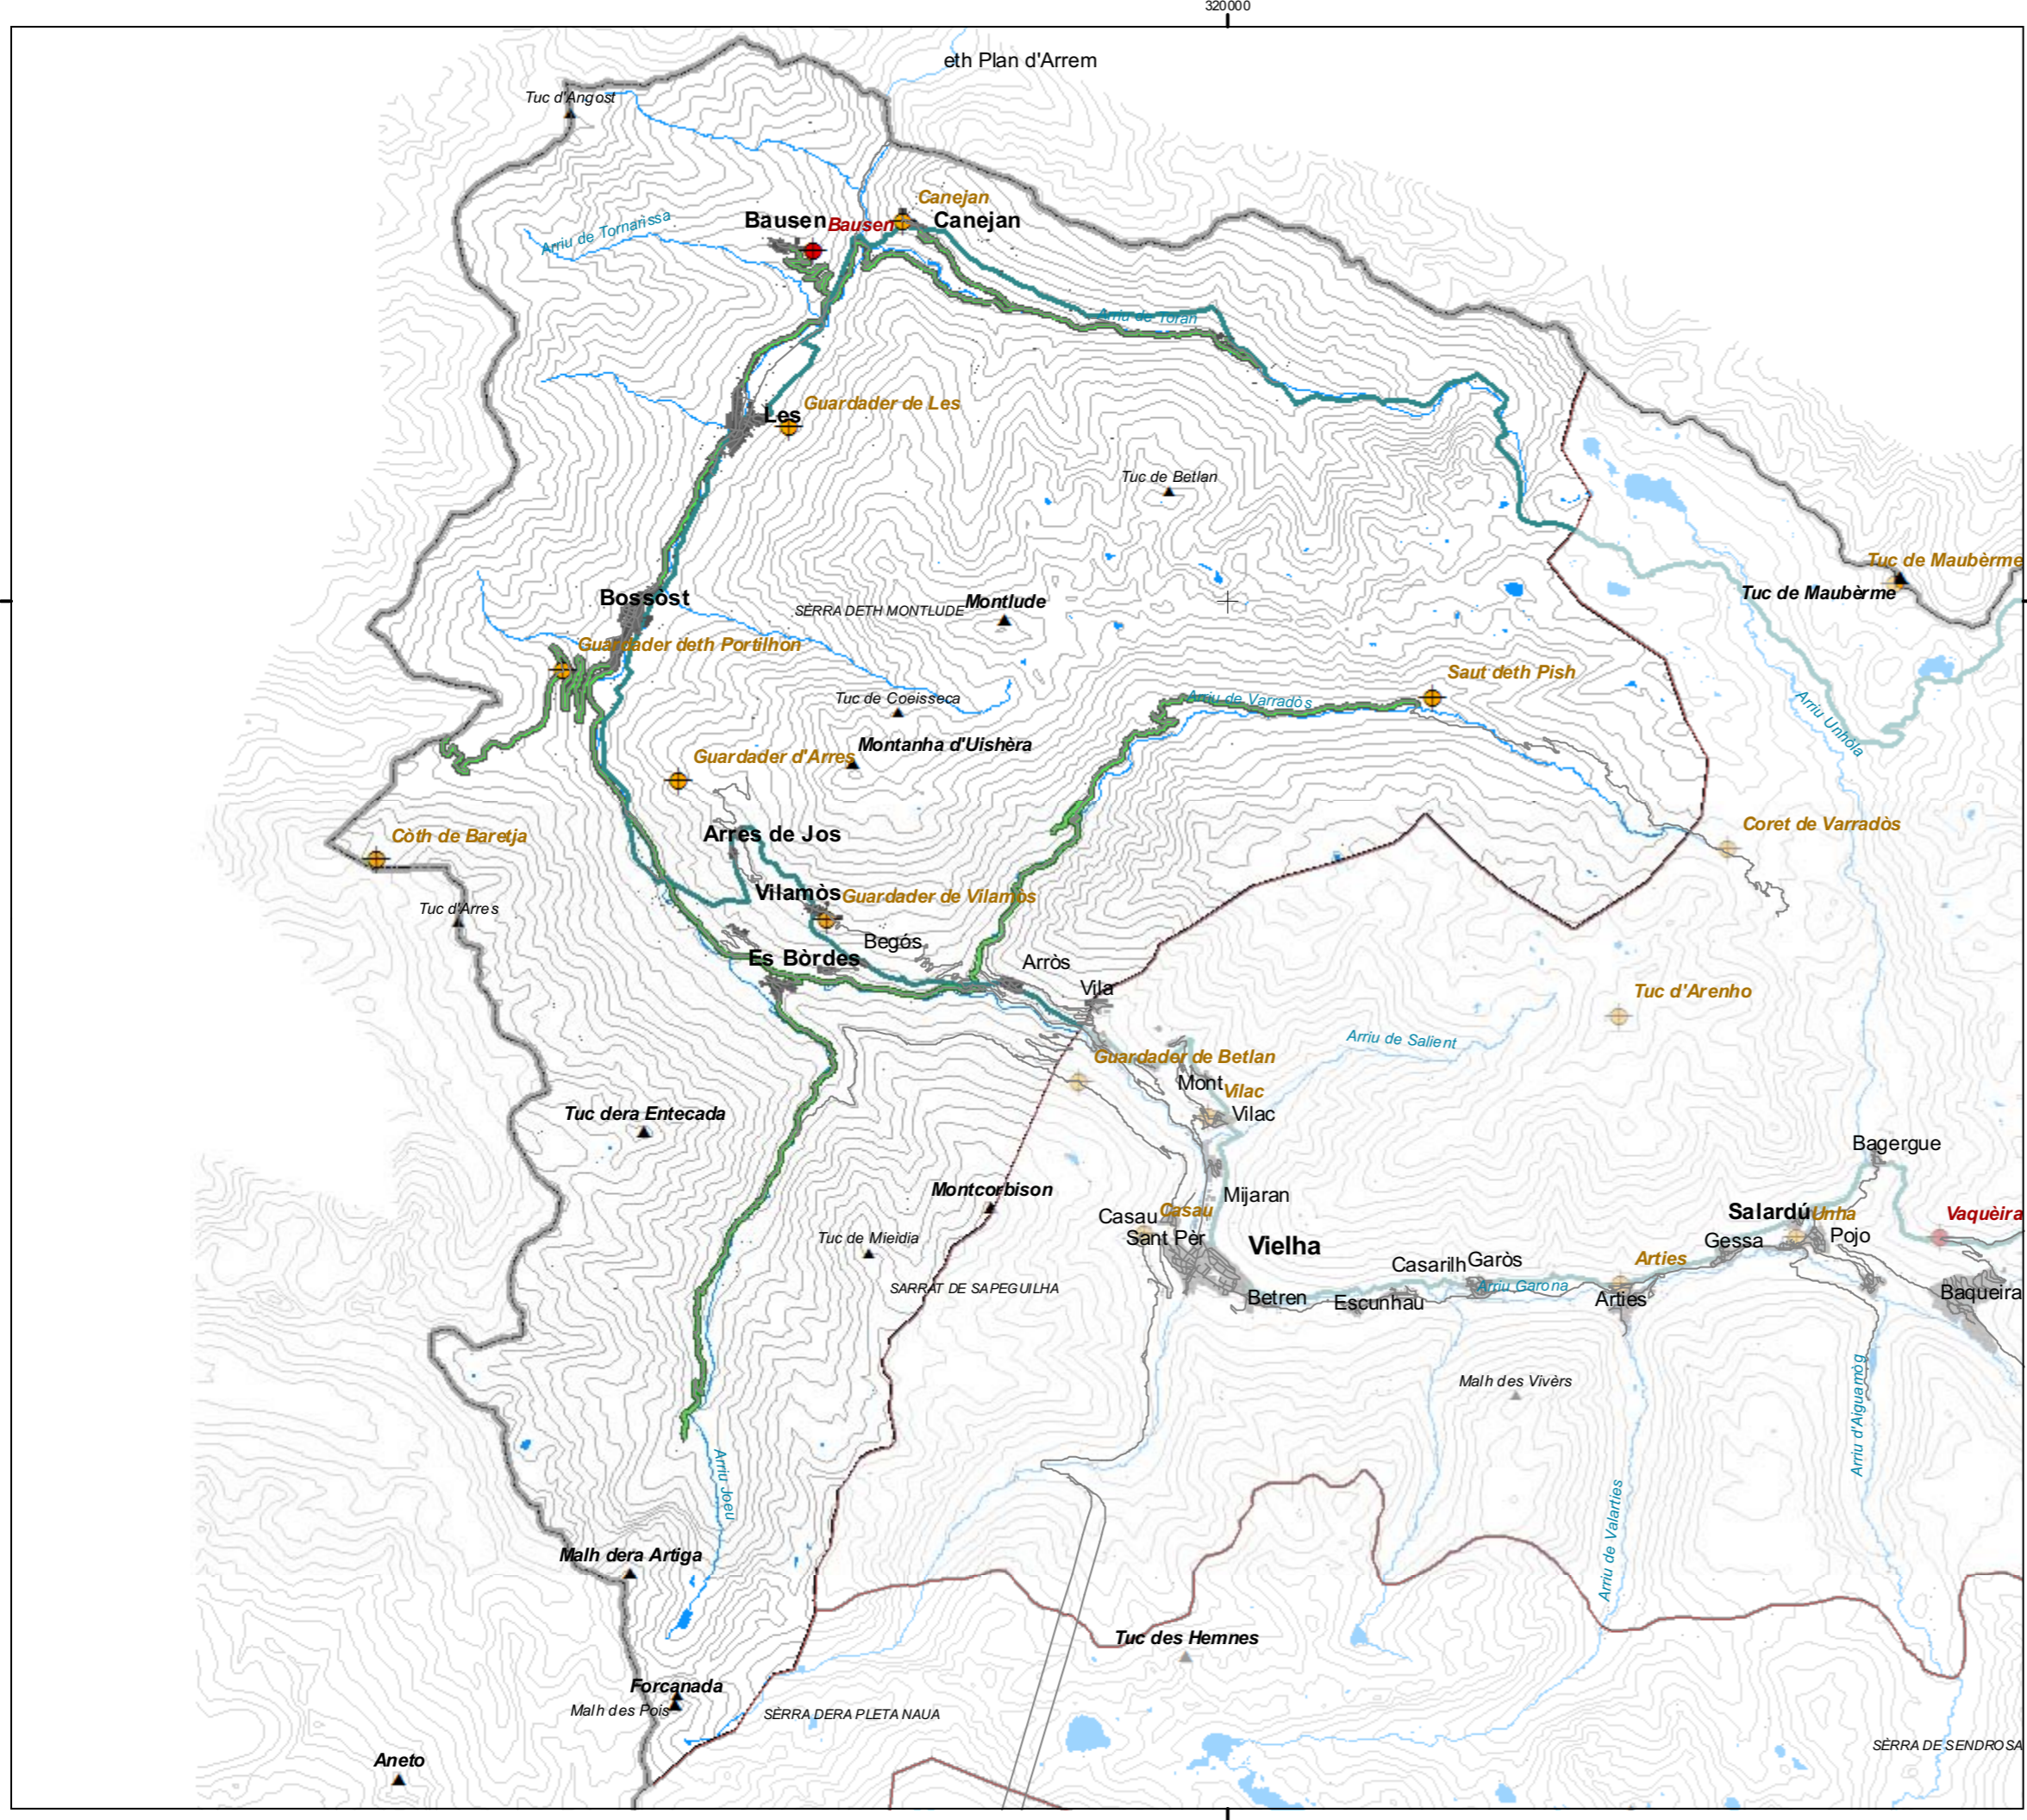 320000
eth Plan d'Arrem
Tuc d'Angost
Canejan
Bausen
Bausen
Canejan
Arriu de Tornarissa
Arriu de Toran
Guardader de Les
Les
Tuc de Betlan
Tuc de Maubèrme
Tuc de Maubèrme
Bossòst
SÈRRA DETH MONTLUDE
Montlude
Guardader deth Portilhon
Saut deth Pish
Tuc de Coeisseca
Arriu de Varradòs
Arriu Unhòla
Montanha d'Uishèra
Guardader d'Arres
Còth de Baretja
Arres de Jos
Coret de Varradòs
Vilamòs
Guardader de Vilamòs
Tuc d'Arres
Begós
Es Bòrdes
Arròs
Vila
Tuc d'Arenho
Arriu de Salient
Guardader de Betlan
Mont
Vilac
Vilac
Tuc dera Entecada
Bagergue
Montcorbison
Mijaran
Casau
Casau
Sant Pèr
Vielha
Salardú
Unha
Vaquèira
Tuc de Mieidia
Gessa
Pojo
Casarilh
Garòs
Arties
SARRAT DE SAPEGUILHA
Betren
Escunhau
Arriu Garona
Arties
Baqueira
Malh des Vivèrs
Arriu d'Aiguamòg
Arriu Joeu
Arriu de Valarties
Malh dera Artiga
Tuc des Hemnes
Forcanada
Malh des Pois
SÈRRA DERA PLETA NAUA
SÈRRA DE SENDROSA
Aneto